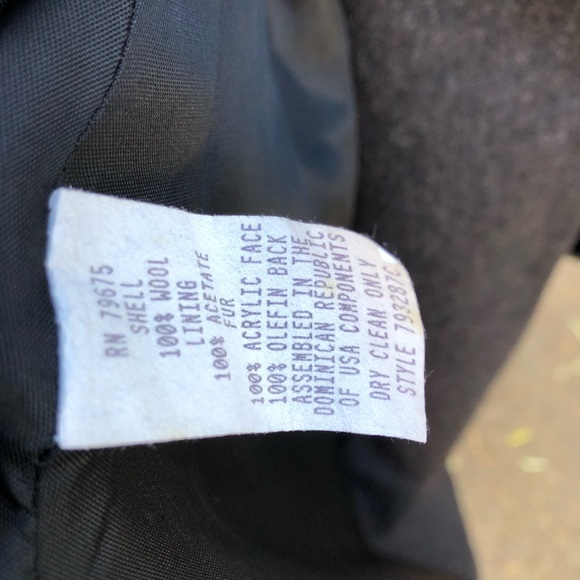 RN 79675
SHELL
100% WOOL
LINING
100% ACETATE
FUR
100% ACRYLIC FACE
100% OLEFIN BACK
ASSEMBLED IN THE
DOMINICAN REPUBLIC
OF USA COMPONENTS
DRY CLEAN ONLY
STYLE 793287C